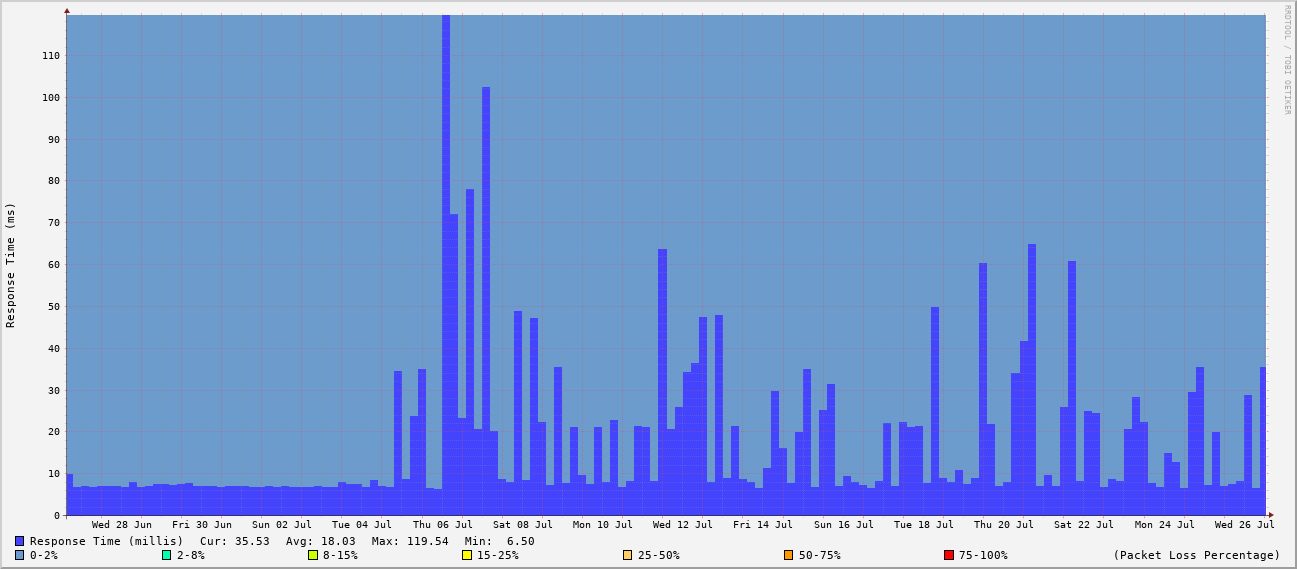 RRDTOOL / TOBI OETIKER
Response Time (ms)
110
100
90
80
70
60
50
40
30
20
10
0
Wed 28 Jun Fri 30 Jun Sun 02 Jul Tue 04 Jul Thu 06 Jul Sat 08 Jul Mon 10 Jul Wed 12 Jul Fri 14 Jul Sun 16 Jul Tue 18 Jul Thu 20 Jul Sat 22 Jul Mon 24 Jul Wed 26 Jul
Response Time (millis) Cur: 35.53 Avg: 18.03 Max: 119.54 Min: 6.50
0-2% 2-8% 8-15% 15-25% 25-50% 50-75% 75-100% (Packet Loss Percentage)